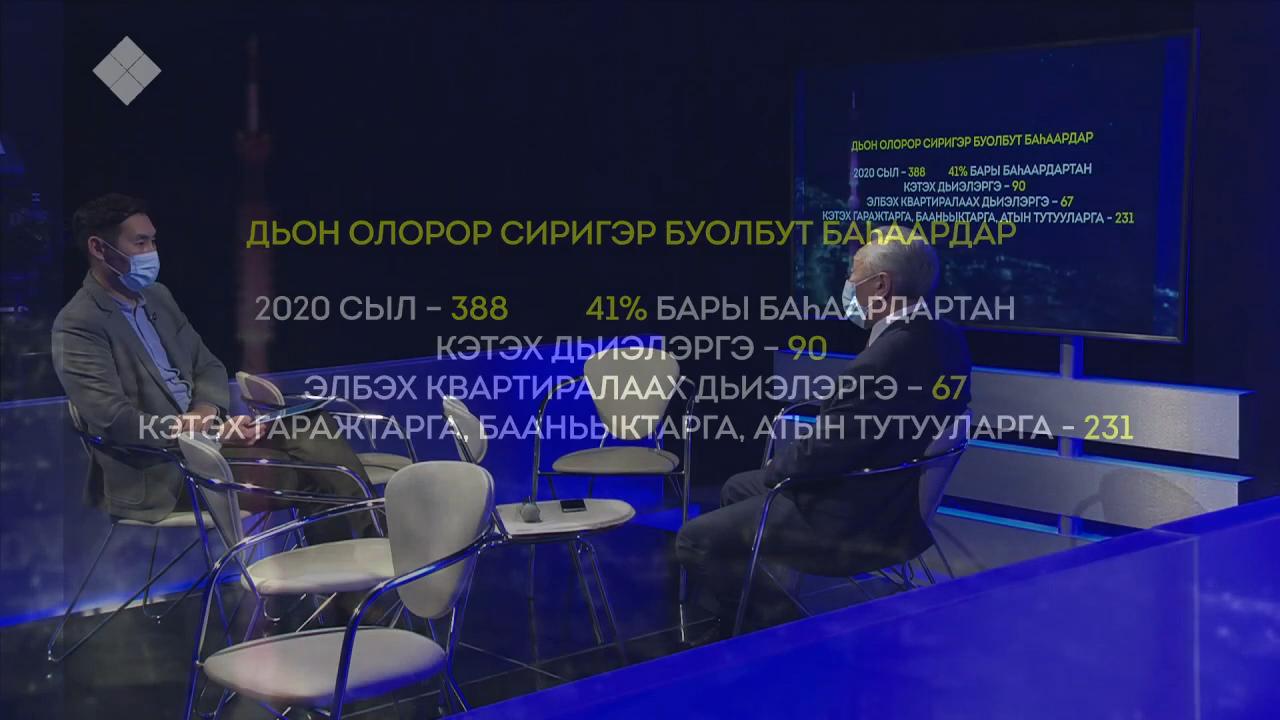 ДЬОН ОЛОРОР СИРИГЭР БУОЛБУТ БАҺААРДАР
2020 СЫЛ – 388 41% БАРЫ БАҺААРДАРТАН
КЭТЭХ ДЬИЭЛЭРГЭ – 90
ЭЛБЭХ КВАРТИРАЛААХ ДЬИЭЛЭРГЭ – 67
КЭТЭХ ГАРАЖТАРГА, БААНЬЫКТАРГА, АТЫН ТУТУУЛАРГА – 231
ДЬОН ОЛОРОР СИРИГЭР БУОЛБУТ БАҺААРДАР
2020 СЫЛ – 388 41% БАРЫ БАҺААРДАРТАН
КЭТЭХ ДЬИЭЛЭРГЭ – 90
ЭЛБЭХ КВАРТИРАЛААХ ДЬИЭЛЭРГЭ – 67
КЭТЭХ ГАРАЖТАРГА, БААНЬЫКТАРГА, АТЫН ТУТУУЛАРГА - 231